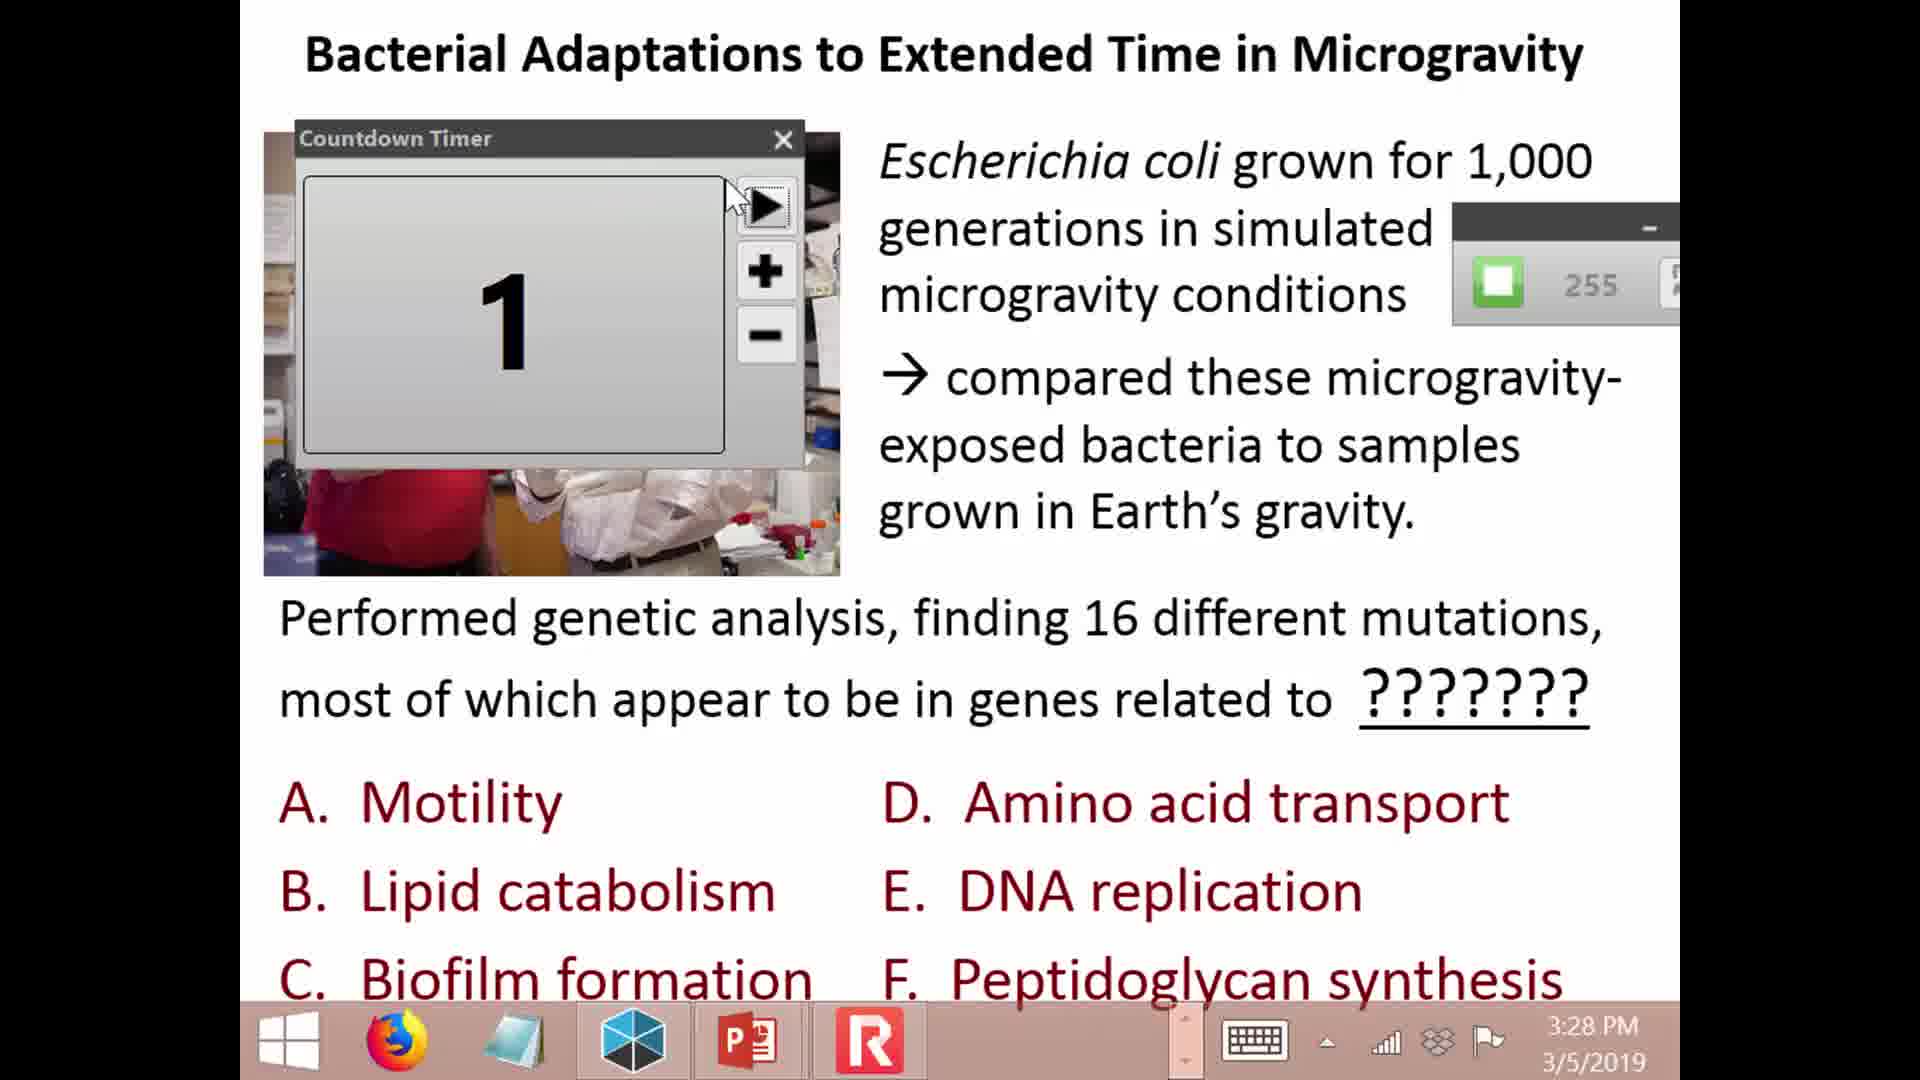 Bacterial Adaptations to Extended Time in Microgravity
Countdown Timer
1
Escherichia coli grown for 1,000
generations in simulated
microgravity conditions
255
→ compared these microgravity-
exposed bacteria to samples
grown in Earth’s gravity.
Performed genetic analysis, finding 16 different mutations,
most of which appear to be in genes related to ???????
A. Motility
B. Lipid catabolism
C. Biofilm formation
D. Amino acid transport
E. DNA replication
F. Peptidoglycan synthesis
3:28 PM
3/5/2019